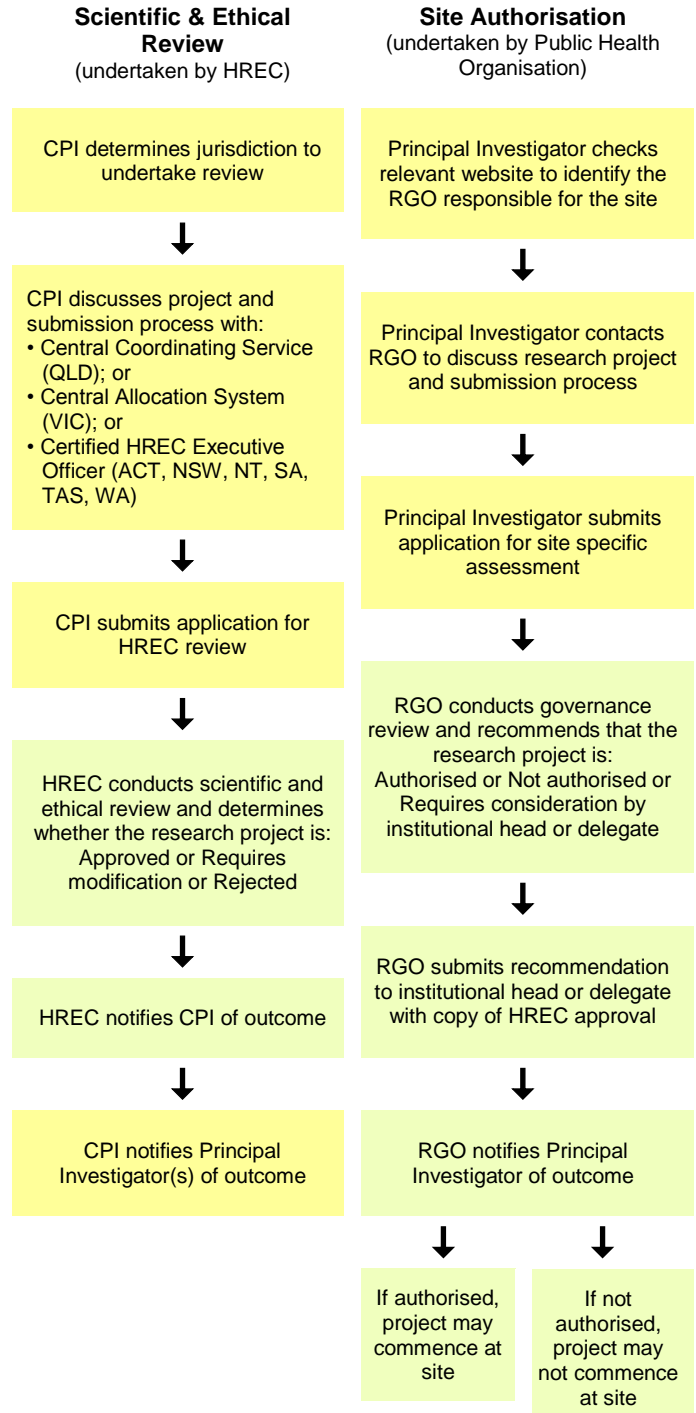 Scientific & Ethical
Review
(undertaken by HREC)
CPI determines jurisdiction to
undertake review
CPI discusses project and
submission process with:
• Central Coordinating Service
(QLD); or
• Central Allocation System
(VIC); or
• Certified HREC Executive
Officer (ACT, NSW, NT, SA,
TAS, WA)
CPI submits application for
HREC review
HREC conducts scientific and
ethical review and determines
whether the research project is:
Approved or Requires
modification or Rejected
HREC notifies CPI of outcome
CPI notifies Principal
Investigator(s) of outcome
Site Authorisation
(undertaken by Public Health
Organisation)
Principal Investigator checks
relevant website to identify the
RGO responsible for the site
Principal Investigator contacts
RGO to discuss research project
and submission process
Principal Investigator submits
application for site specific
assessment
RGO conducts governance
review and recommends that the
research project is:
Authorised or Not authorised or
Requires consideration by
institutional head or delegate
RGO submits recommendation
to institutional head or delegate
with copy of HREC approval
RGO notifies Principal
Investigator of outcome
If authorised,
project may
commence at
site
If not
authorised,
project may
not commence
at site